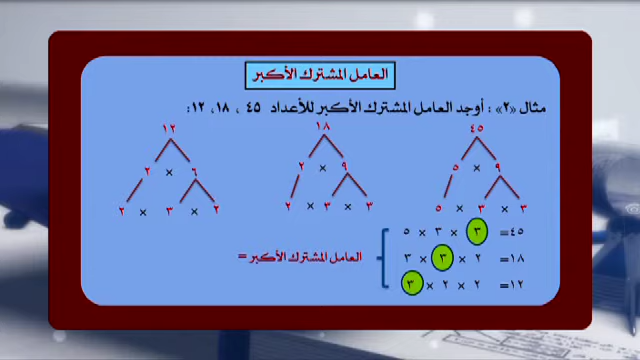 العامل المشترك الأكبر
مثال «٢» : أوجد العامل المشترك الأكبر للأعداد ٤٥ ، ١٨ ، ١٢:
٤٥ ١٨ ١٢
٩ × ٥ ٩ × ٢ ٦ × ٢
٣ × ٣ × ٥ ٣ × ٣ × ٢ ٢ × ٣ × ٢
٤٥= ٣ × ٣ × ٥
١٨= ٢ × ٣ × ٣
العامل المشترك الأكبر =
١٢= ٢ × ٢ × ٣